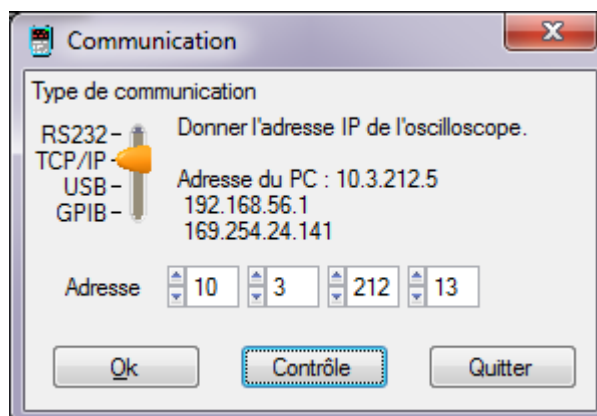 Communication
Type de communication
RS232
TCP/IP
USB
GPIB
Donner l'adresse IP de l'oscilloscope.
Adresse du PC : 10.3.212.5
192.168.56.1
169.254.24.141
Adresse 10 3 212 13
Ok Contrôle Quitter